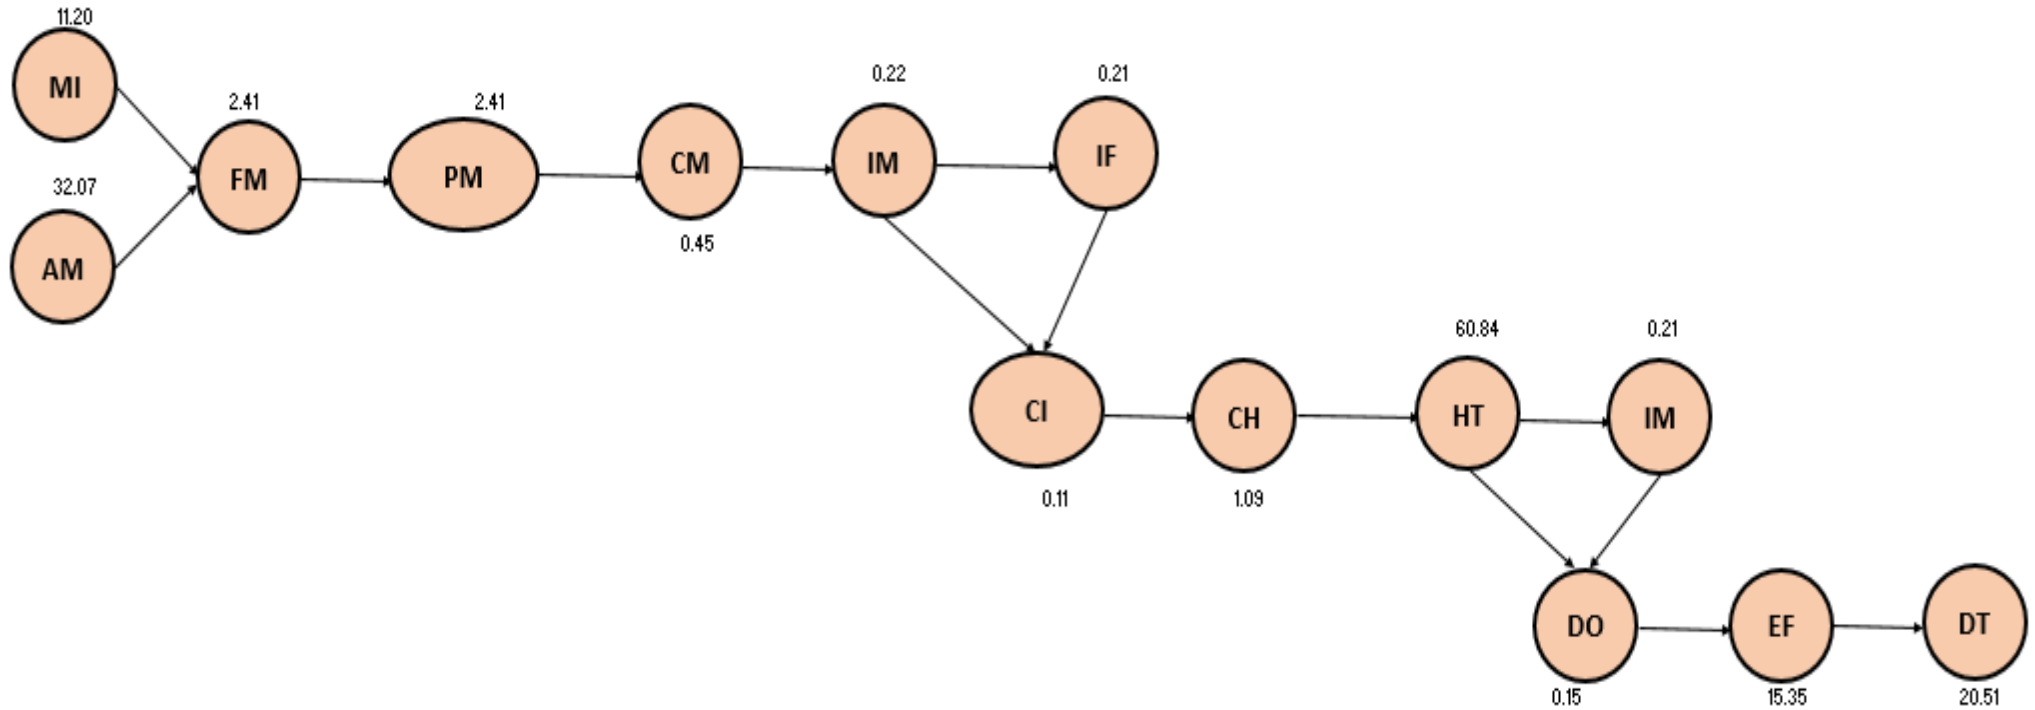 11.20
MI
32.07
AM
2.41
FM
2.41
PM
CM
0.45
0.22
IM
0.21
IF
CI
0.11
CH
1.09
60.84
HT
0.21
IM
DO
0.15
EF
15.35
DT
20.51